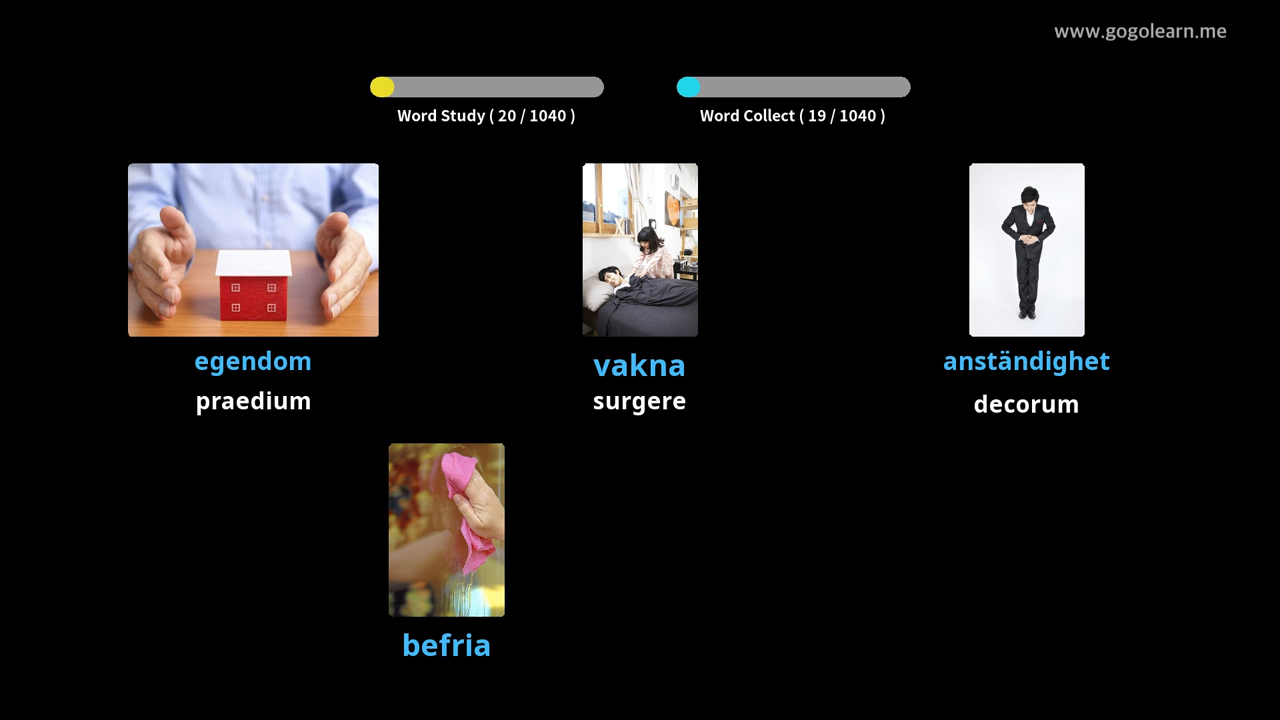 www.gogolearn.me
Word Study ( 20 / 1040 )
Word Collect ( 19 / 1040 )
egendom
praedium
vakna
surgere
anständighet
decorum
befria